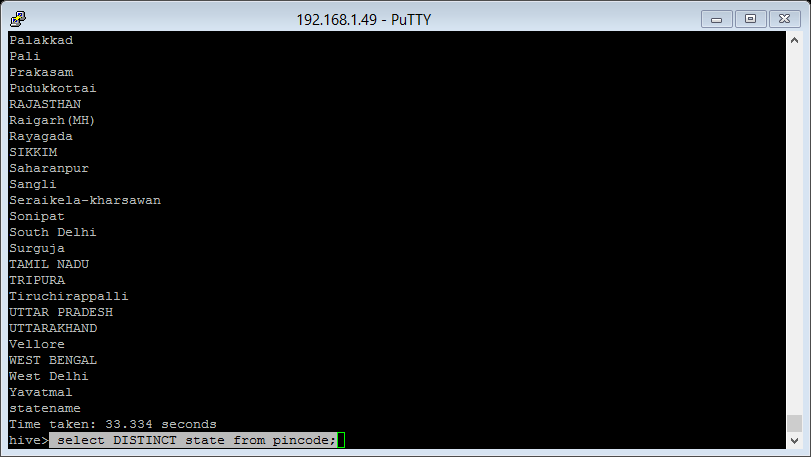 192.168.1.49 - PuTTY
Palakkad
Pali
Prakasam
Pudukkottai
RAJASTHAN
Raigarh(MH)
Rayagada
SIKKIM
Saharanpur
Sangli
Seraikela-kharsawan
Sonipat
South Delhi
Surguja
TAMIL NADU
TRIPURA
Tiruchirappalli
UTTAR PRADESH
UTTARAKHAND
Vellore
WEST BENGAL
West Delhi
Yavatmal
statename
Time taken: 33.334 seconds
hive> select DISTINCT state from pincode;